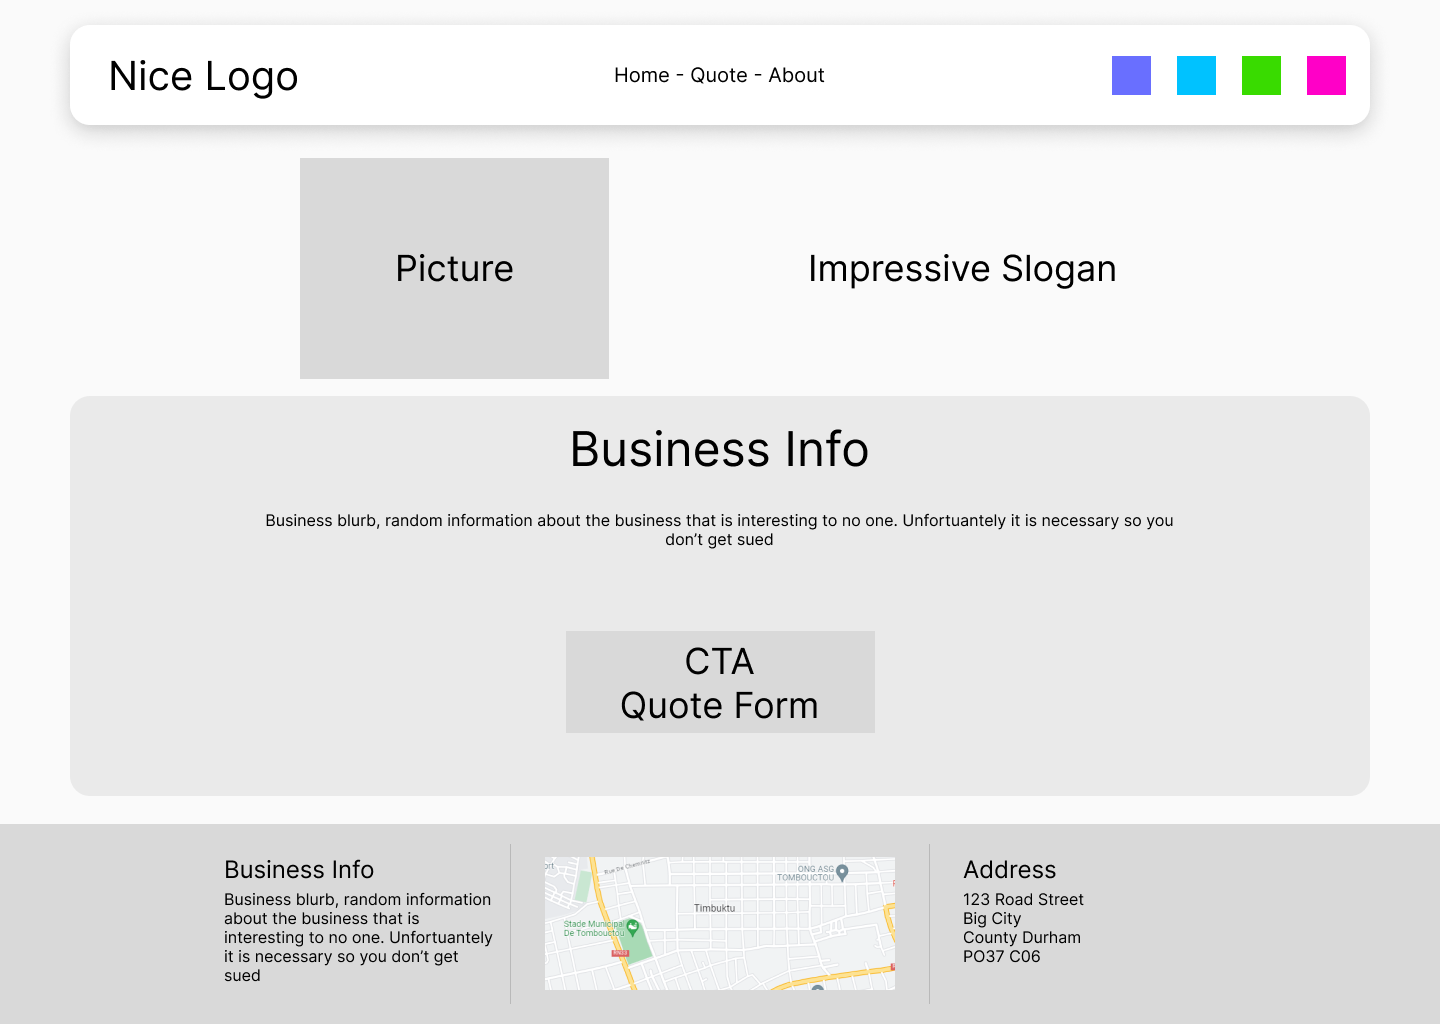 Nice Logo
Home - Quote - About
Picture
Impressive Slogan
Business Info
Business blurb, random information about the business that is interesting to no one. Unfortuantely it is necessary so you
don’t get sued
CTA
Quote Form
Business Info
Business blurb, random information
about the business that is
interesting to no one. Unfortuantely
it is necessary so you don’t get
sued
ort
Rue De Chemnitz
ONG ASG
TOMBOUCTOU
Timbuktu
Stade Municipal
De Tombouctou
Address
123 Road Street
Big City
County Durham
PO37 C06